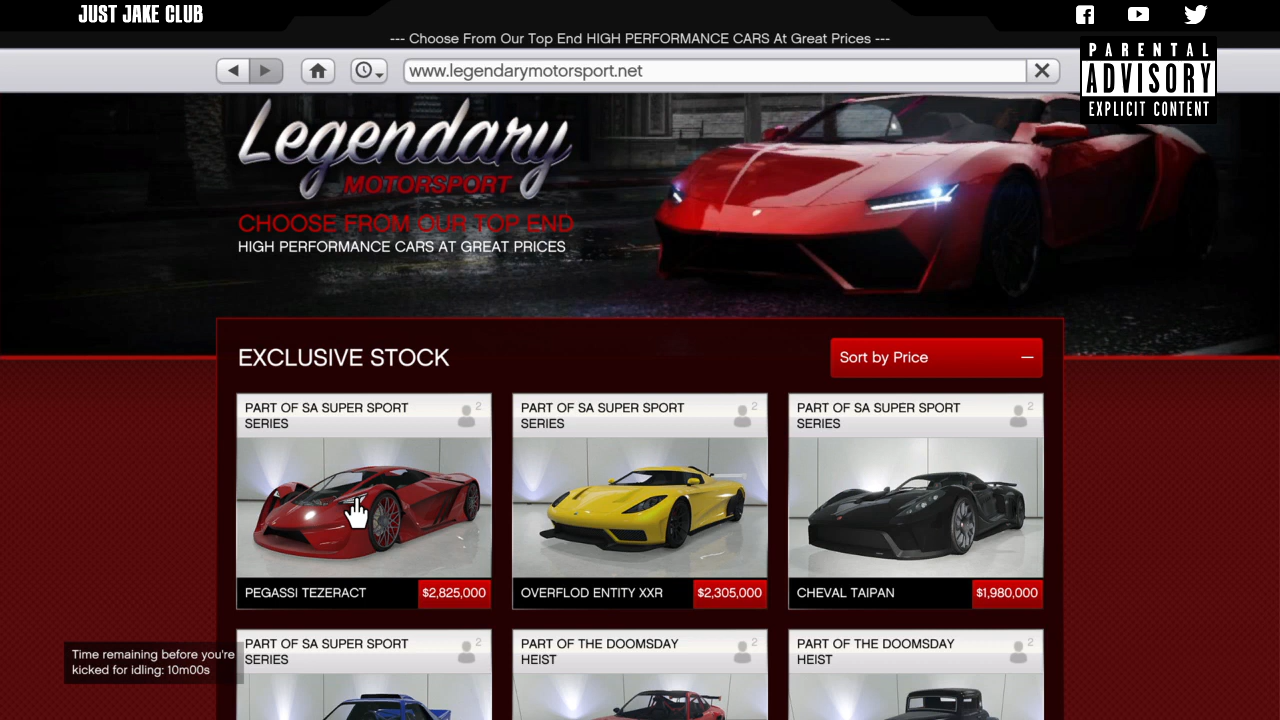 JUST JAKE CLUB
--- Choose From Our Top End HIGH PERFORMANCE CARS At Great Prices ---
www.legendarymotorsport.net
PARENTAL
ADVISORY
EXPLICIT CONTENT
Legendary
MOTORSPORT
CHOOSE FROM OUR TOP END
HIGH PERFORMANCE CARS AT GREAT PRICES
EXCLUSIVE STOCK
Sort by Price
PART OF SA SUPER SPORT
SERIES
2
PEGASSI TEZERACT
$2,825,000
PART OF SA SUPER SPORT
SERIES
2
OVERFLOD ENTITY XXR
$2,305,000
PART OF SA SUPER SPORT
SERIES
2
CHEVAL TAIPAN
$1,980,000
PART OF SA SUPER SPORT
SERIES
2
PART OF THE DOOMSDAY
HEIST
2
PART OF THE DOOMSDAY
HEIST
2
Time remaining before you're
kicked for idling: 10m00s